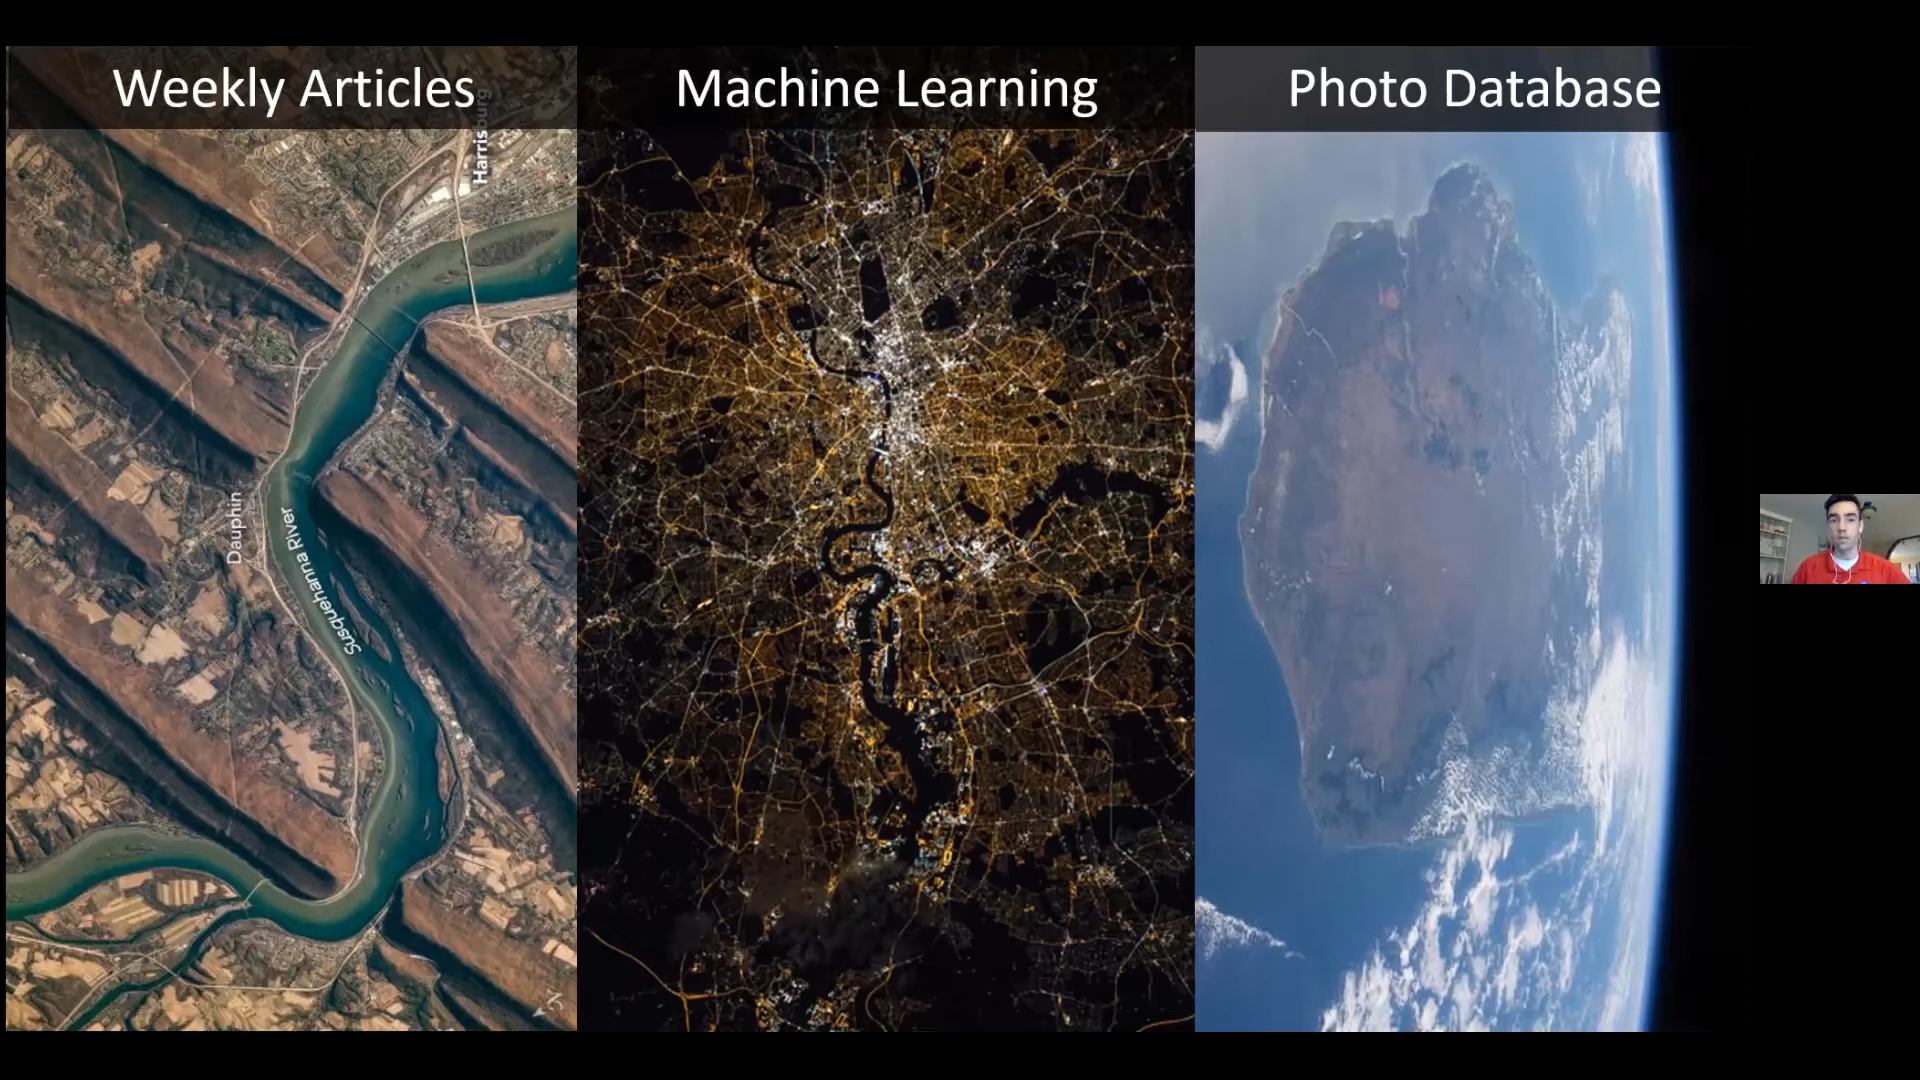 Weekly Articles
Machine Learning
Photo Database
Harrisburg
Dauphin
Susquehanna River
N